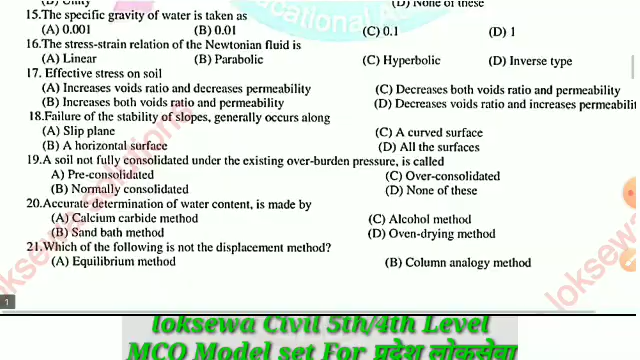 (D) None of these
15.The specific gravity of water is taken as
(A) 0.001 (B) 0.01 (C) 0.1 (D) 1
16.The stress-strain relation of the Newtonian fluid is
(A) Linear (B) Parabolic (C) Hyperbolic (D) Inverse type
17. Effective stress on soil
(A) Increases voids ratio and decreases permeability (C) Decreases both voids ratio and permeability
(B) Increases both voids ratio and permeability (D) Decreases voids ratio and increases permeabilit
18.Failure of the stability of slopes, generally occurs along
(A) Slip plane (C) A curved surface
(B) A horizontal surface (D) All the surfaces
19.A soil not fully consolidated under the existing over-burden pressure, is called
A) Pre-consolidated (C) Over-consolidated
(B) Normally consolidated (D) None of these
20.Accurate determination of water content, is made by
(A) Calcium carbide method (C) Alcohol method
(B) Sand bath method (D) Oven-drying method
21.Which of the following is not the displacement method?
(A) Equilibrium method (B) Column analogy method
1
loksewa Civil 5th/4th Level
MCQ Model set For प्रदेश लोकसेवा